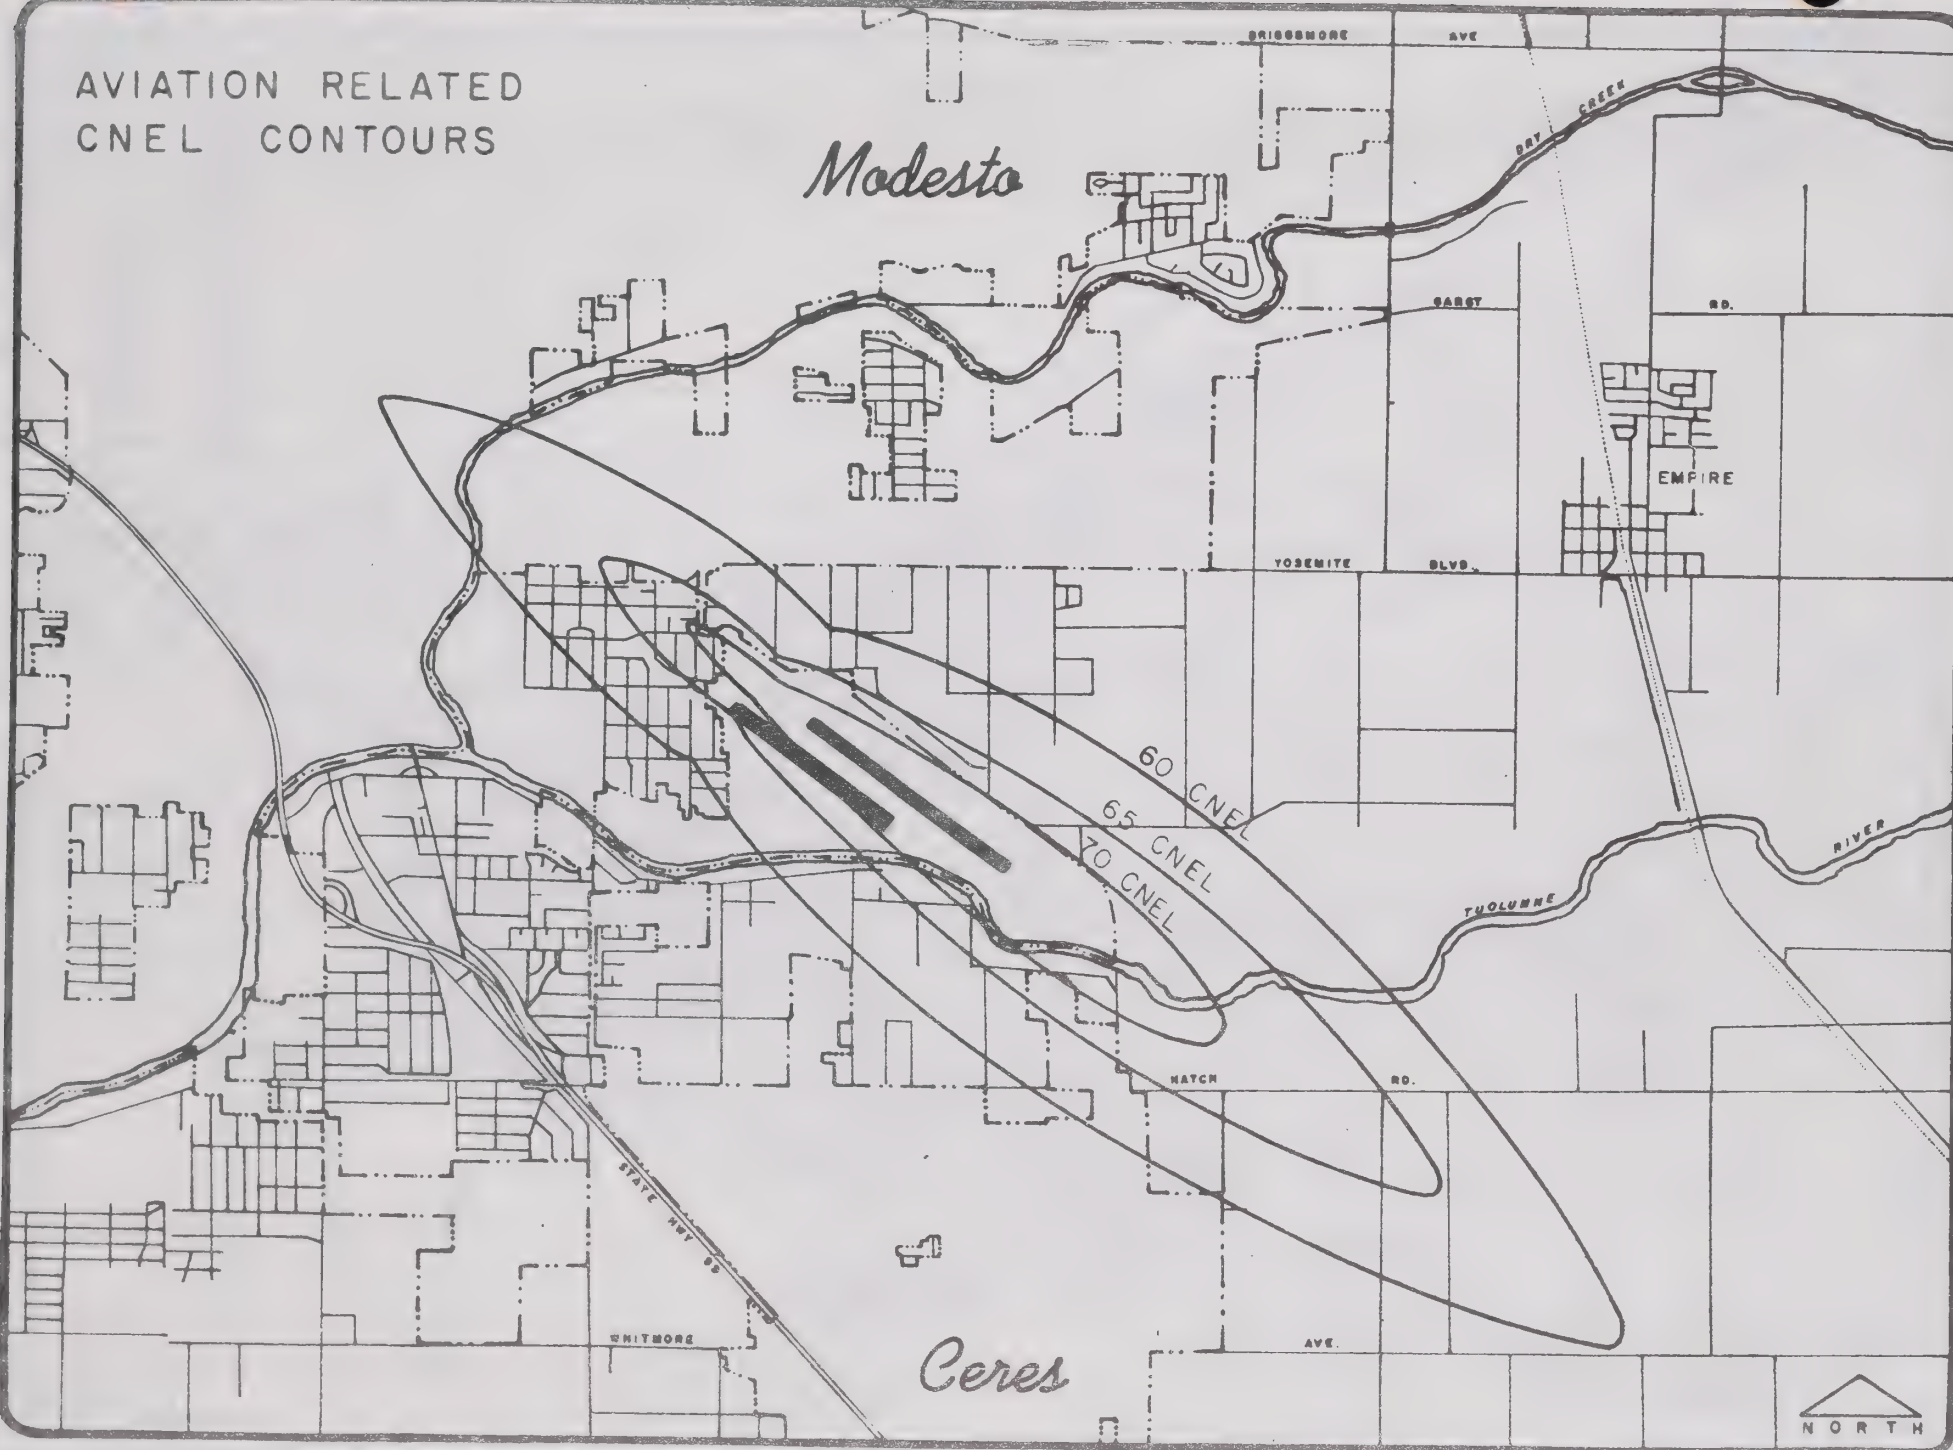 AVIATION RELATED
CNEL CONTOURS
BRIGGSMORE AVE
DRY CREEK
Modesto
GARST RD.
EMPIRE
YOSEMITE BLVD.
60 CNEL
65 CNEL
70 CNEL
RIVER
TUOLUMNE
HATCH RD.
STATE HWY 99
WHITMORE AVE.
Ceres
NORTH